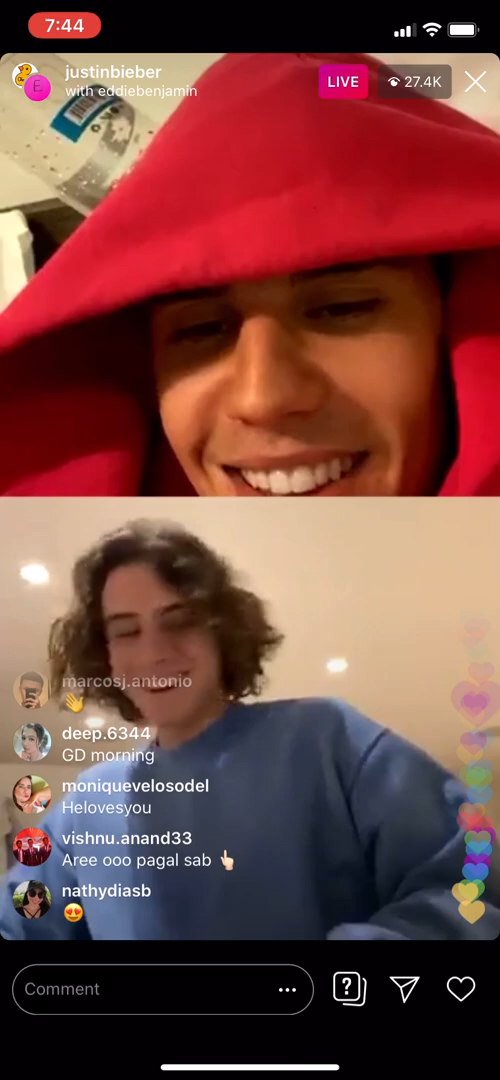 7:44
justinbieber
with eddiebenjamin
E
LIVE
27.4K
marcosj.antonio
👋
deep.6344
GD morning
moniquevelosodel
Helovesyou
vishnu.anand33
Aree ooo pagal sab 👆🏻
nathydiasb
😍
Comment